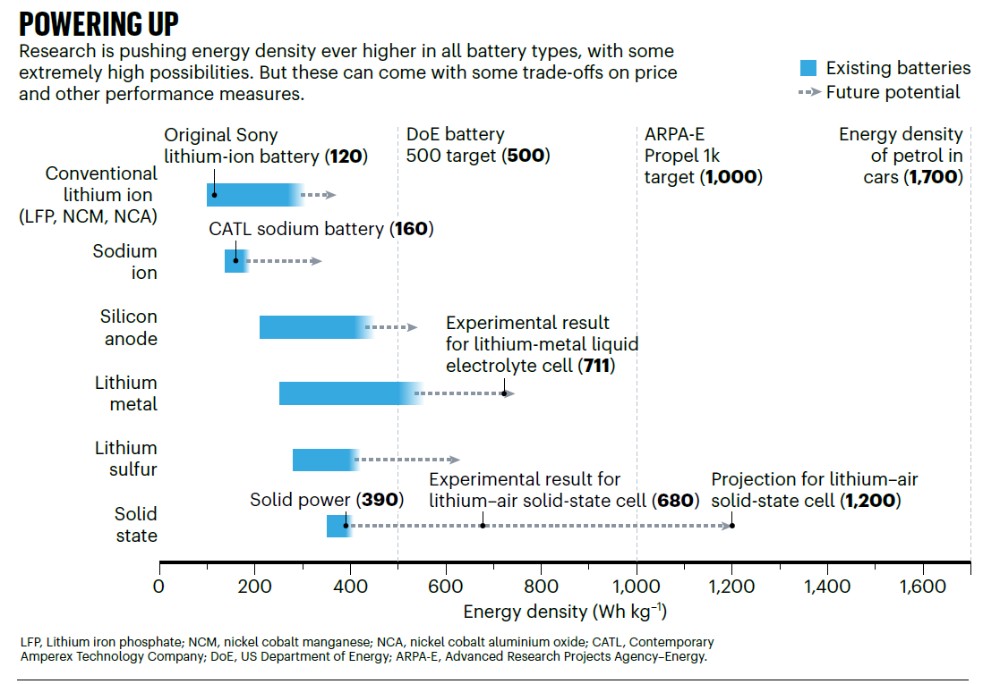 POWERING UP
Research is pushing energy density ever higher in all battery types, with some
extremely high possibilities. But these can come with some trade-offs on price
and other performance measures.
Existing batteries
Future potential
Original Sony
lithium-ion battery (120)
DoE battery
500 target (500)
ARPA-E
Propel 1k
target (1,000)
Energy density
of petrol in
cars (1,700)
Conventional
lithium ion
(LFP, NCM, NCA)
CATL sodium battery (160)
Sodium
ion
Silicon
anode
Experimental result
for lithium-metal liquid
electrolyte cell (711)
Lithium
metal
Lithium
sulfur
Solid power (390)
Experimental result for
lithium–air solid-state cell (680)
Projection for lithium–air
solid-state cell (1,200)
Solid
state
0 200 400 600 800 1,000 1,200 1,400 1,600
Energy density (Wh kg⁻¹)
LFP, Lithium iron phosphate; NCM, nickel cobalt manganese; NCA, nickel cobalt aluminium oxide; CATL, Contemporary
Amperex Technology Company; DoE, US Department of Energy; ARPA-E, Advanced Research Projects Agency–Energy.